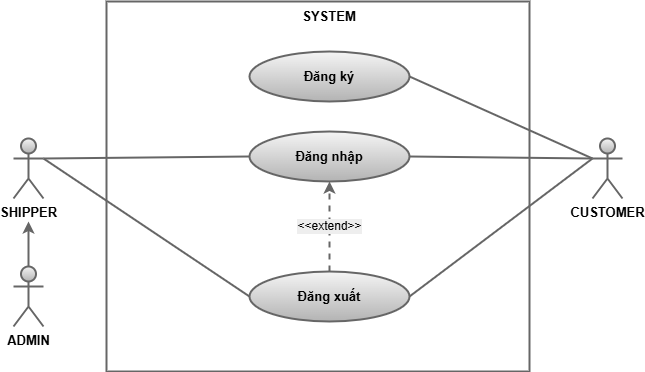 SYSTEM
Đăng ký
Đăng nhập
SHIPPER
CUSTOMER
<<extend>>
Đăng xuất
ADMIN